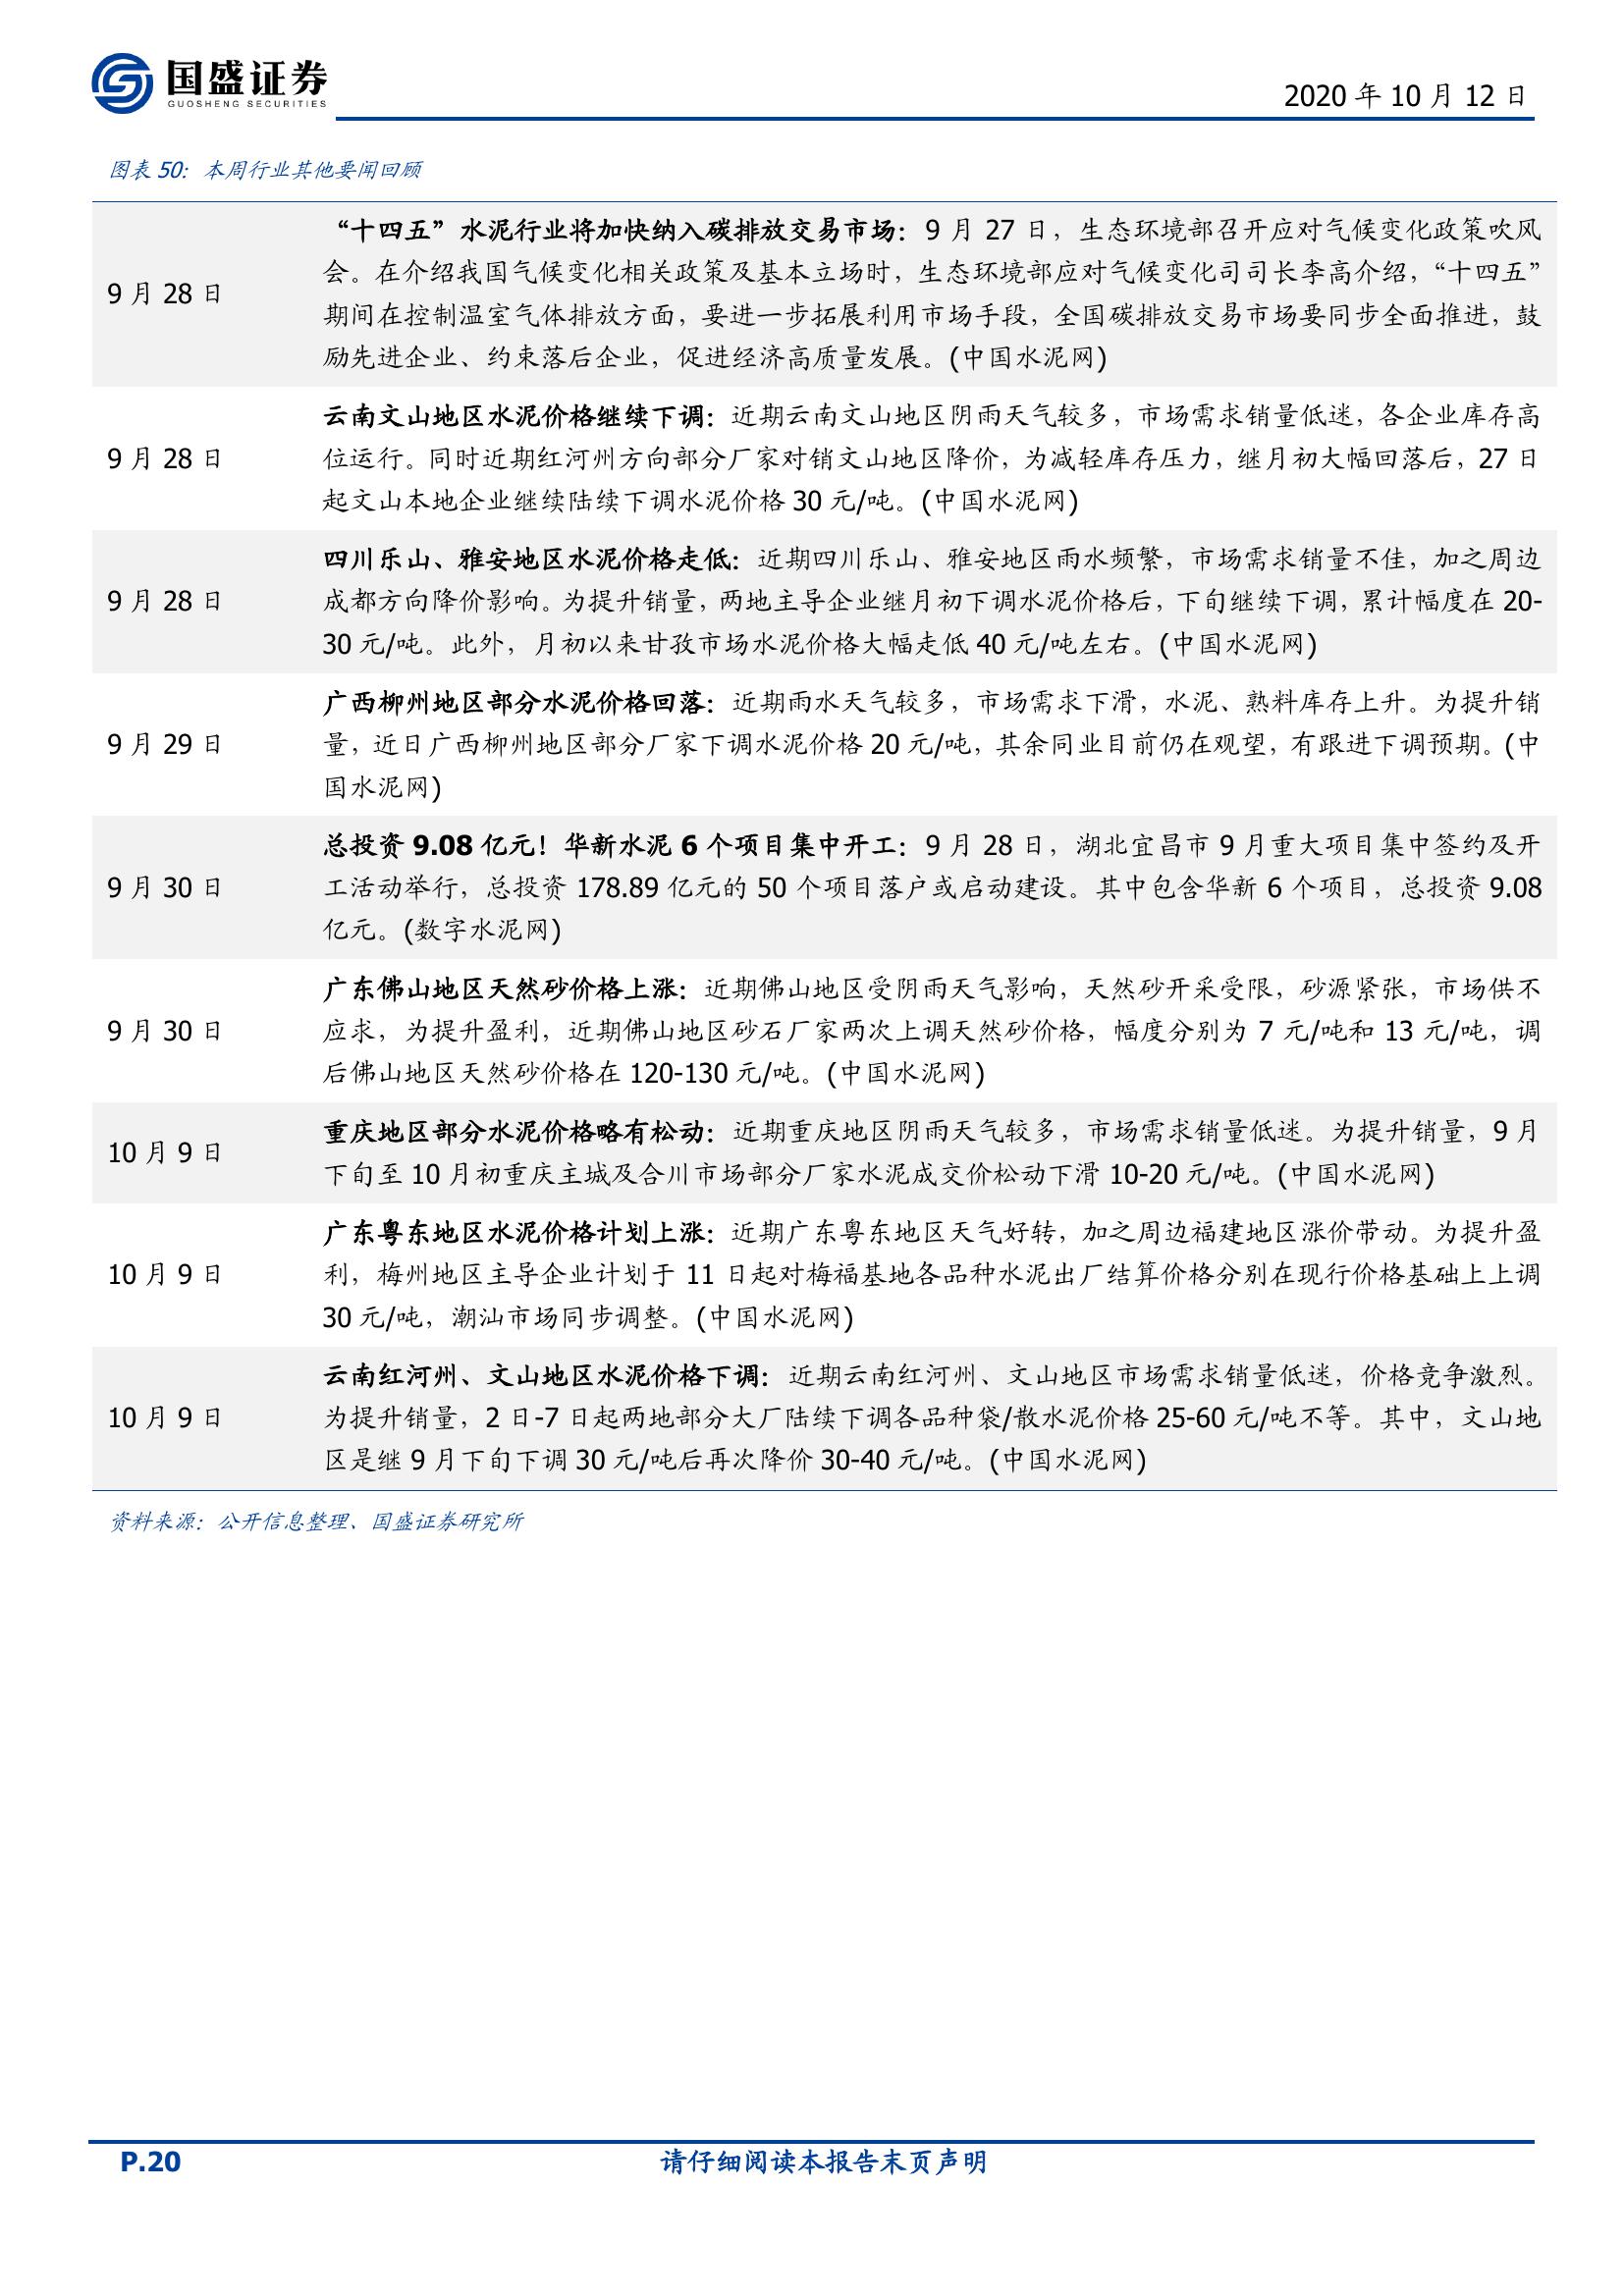 国盛证券
GUOSHENG SECURITIES
2020 年 10 月 12 日
图表 50：本周行业其他要闻回顾
9 月 28 日
“十四五”水泥行业将加快纳入碳排放交易市场：9 月 27 日，生态环境部召开应对气候变化政策吹风
会。在介绍我国气候变化相关政策及基本立场时，生态环境部应对气候变化司司长李高介绍，“十四五”
期间在控制温室气体排放方面，要进一步拓展利用市场手段，全国碳排放交易市场要同步全面推进，鼓
励先进企业、约束落后企业，促进经济高质量发展。(中国水泥网)
9 月 28 日
云南文山地区水泥价格继续下调：近期云南文山地区阴雨天气较多，市场需求销量低迷，各企业库存高
位运行。同时近期红河州方向部分厂家对销文山地区降价，为减轻库存压力，继月初大幅回落后，27 日
起文山本地企业继续陆续下调水泥价格 30 元/吨。(中国水泥网)
9 月 28 日
四川乐山、雅安地区水泥价格走低：近期四川乐山、雅安地区雨水频繁，市场需求销量不佳，加之周边
成都方向降价影响。为提升销量，两地主导企业继月初下调水泥价格后，下旬继续下调，累计幅度在 20-
30 元/吨。此外，月初以来甘孜市场水泥价格大幅走低 40 元/吨左右。(中国水泥网)
9 月 29 日
广西柳州地区部分水泥价格回落：近期雨水天气较多，市场需求下滑，水泥、熟料库存上升。为提升销
量，近日广西柳州地区部分厂家下调水泥价格 20 元/吨，其余同业目前仍在观望，有跟进下调预期。(中
国水泥网)
9 月 30 日
总投资 9.08 亿元！华新水泥 6 个项目集中开工：9 月 28 日，湖北宜昌市 9 月重大项目集中签约及开
工活动举行，总投资 178.89 亿元的 50 个项目落户或启动建设。其中包含华新 6 个项目，总投资 9.08
亿元。(数字水泥网)
9 月 30 日
广东佛山地区天然砂价格上涨：近期佛山地区受阴雨天气影响，天然砂开采受限，砂源紧张，市场供不
应求，为提升盈利，近期佛山地区砂石厂家两次上调天然砂价格，幅度分别为 7 元/吨和 13 元/吨，调
后佛山地区天然砂价格在 120-130 元/吨。(中国水泥网)
10 月 9 日
重庆地区部分水泥价格略有松动：近期重庆地区阴雨天气较多，市场需求销量低迷。为提升销量，9 月
下旬至 10 月初重庆主城及合川市场部分厂家水泥成交价松动下滑 10-20 元/吨。(中国水泥网)
10 月 9 日
广东粤东地区水泥价格计划上涨：近期广东粤东地区天气好转，加之周边福建地区涨价带动。为提升盈
利，梅州地区主导企业计划于 11 日起对梅福基地各品种水泥出厂结算价格分别在现行价格基础上上调
30 元/吨，潮汕市场同步调整。(中国水泥网)
10 月 9 日
云南红河州、文山地区水泥价格下调：近期云南红河州、文山地区市场需求销量低迷，价格竞争激烈。
为提升销量，2 日-7 日起两地部分大厂陆续下调各品种袋/散水泥价格 25-60 元/吨不等。其中，文山地
区是继 9 月下旬下调 30 元/吨后再次降价 30-40 元/吨。(中国水泥网)
资料来源：公开信息整理、国盛证券研究所
P.20
请仔细阅读本报告末页声明